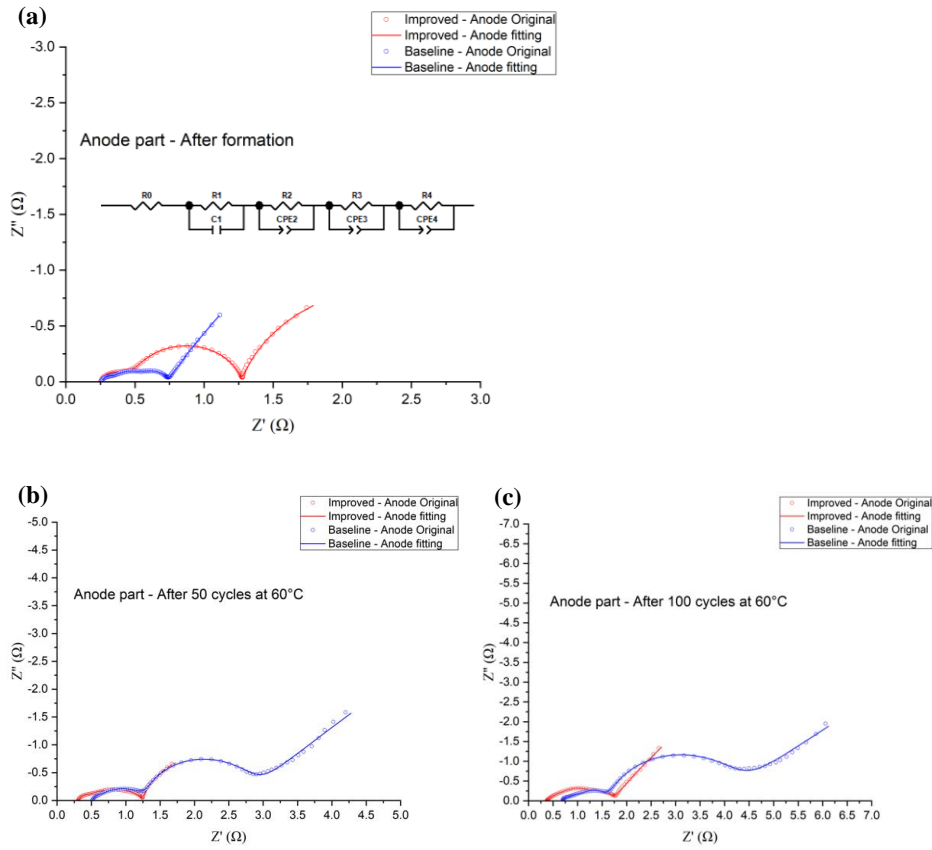 (a)
Improved - Anode Original
Improved - Anode fitting
Baseline - Anode Original
Baseline - Anode fitting
-3.0
-2.5
-2.0
-1.5
-1.0
-0.5
0.0
Z'' (Ω)
Anode part - After formation
R0 R1 R2 R3 R4
C1 CPE2 CPE3 CPE4
0.0 0.5 1.0 1.5 2.0 2.5 3.0
Z' (Ω)
(b)
Improved - Anode Original
Improved - Anode fitting
Baseline - Anode Original
Baseline - Anode fitting
-5.0
-4.5
-4.0
-3.5
-3.0
-2.5
-2.0
-1.5
-1.0
-0.5
0.0
Z'' (Ω)
Anode part - After 50 cycles at 60°C
0.0 0.5 1.0 1.5 2.0 2.5 3.0 3.5 4.0 4.5 5.0
Z' (Ω)
(c)
Improved - Anode Original
Improved - Anode fitting
Baseline - Anode Original
Baseline - Anode fitting
-7.0
-6.5
-6.0
-5.5
-5.0
-4.5
-4.0
-3.5
-3.0
-2.5
-2.0
-1.5
-1.0
-0.5
0.0
Z'' (Ω)
Anode part - After 100 cycles at 60°C
0.0 0.5 1.0 1.5 2.0 2.5 3.0 3.5 4.0 4.5 5.0 5.5 6.0 6.5 7.0
Z' (Ω)